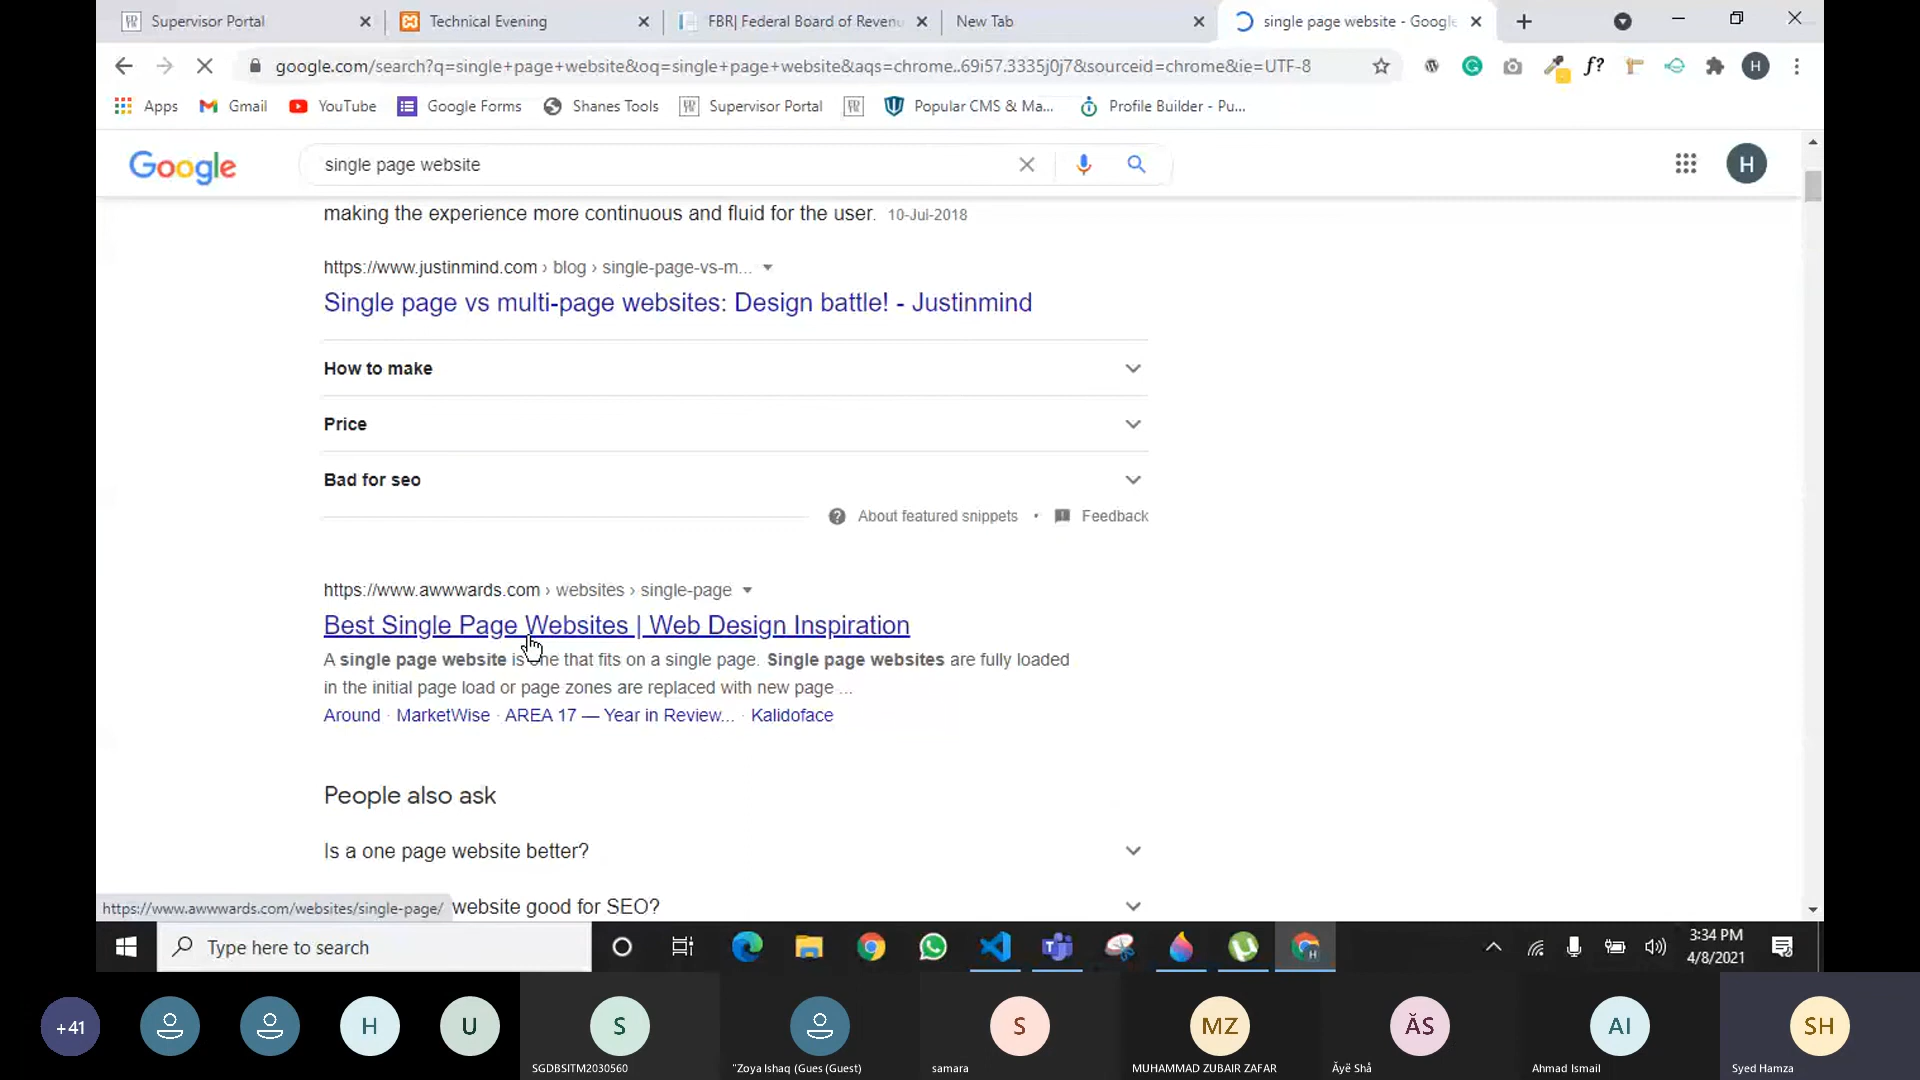 Supervisor Portal
Technical Evening
FBR| Federal Board of Revenu
New Tab
single page website - Google
google.com/search?q=single+page+website&oq=single+page+website&aqs=chrome..69i57.3335j0j7&sourceid=chrome&ie=UTF-8
f?
H
Apps
Gmail
YouTube
Google Forms
Shanes Tools
Supervisor Portal
Popular CMS & Ma...
Profile Builder - Pu...
Google
single page website
H
making the experience more continuous and fluid for the user. 10-Jul-2018
https://www.justinmind.com › blog › single-page-vs-m...
Single page vs multi-page websites: Design battle! - Justinmind
How to make
Price
Bad for seo
About featured snippets • Feedback
https://www.awwwards.com › websites › single-page
Best Single Page Websites | Web Design Inspiration
A single page website is one that fits on a single page. Single page websites are fully loaded
in the initial page load or page zones are replaced with new page ...
Around · MarketWise · AREA 17 — Year in Review... · Kalidoface
People also ask
Is a one page website better?
website good for SEO?
https://www.awwwards.com/websites/single-page/
Type here to search
3:34 PM
4/8/2021
+41
H
U
S
S
MZ
ĂS
AI
SH
SGDBSITM2030560
"Zoya Ishaq (Gues (Guest)
samara
MUHAMMAD ZUBAIR ZAFAR
Ăyë Shå
Ahmad Ismail
Syed Hamza